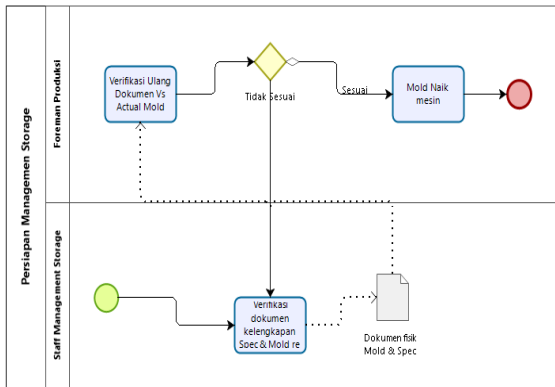 Persiapan Managemen Storage
Foreman Produksi
Verifikasi Ulang
Dokumen Vs
Actual Mold
Tidak Sesuai
Sesuai
Mold Naik
mesin
Staff Management Storage
Verifikasi
dokumen
kelengkapan
Spec & Mold re
Dokumen fisik
Mold & Spec